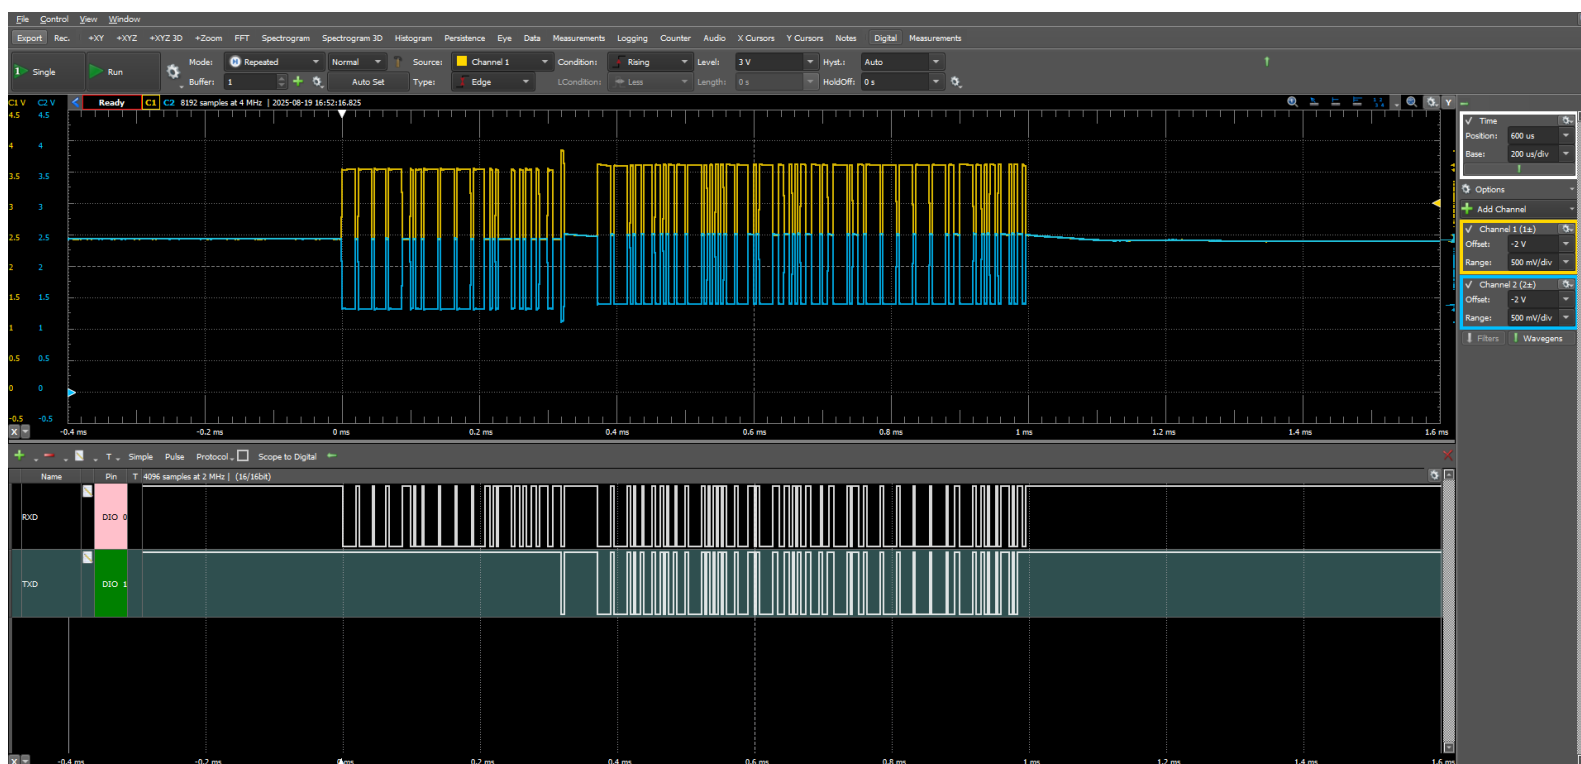 File Control View Window
Export Rec. +XY +XYZ +XYZ 3D +Zoom FFT Spectrogram Spectrogram 3D Histogram Persistence Eye Data Measurements Logging Counter Audio X Cursors Y Cursors Notes Digital Measurements
Single Run Mode: Repeated Normal Source: Channel 1 Condition: Rising Level: 3 V Hyst.: Auto
Buffer: 1 Auto Set Type: Edge LCondition: Less Length: 0 s HoldOff: 0 s
C1 V C2 V Ready C1 C2 8192 samples at 4 MHz | 2025-08-19 16:52:16.825 Y
4.5 4.5
4 4
3.5 3.5
3 3
2.5 2.5
2 2
1.5 1.5
1 1
0.5 0.5
0 0
-0.5 -0.5
X -0.4 ms -0.2 ms 0 ms 0.2 ms 0.4 ms 0.6 ms 0.8 ms 1 ms 1.2 ms 1.4 ms 1.6 ms
Time
Position: 600 us
Base: 200 us/div
Options
Add Channel
Channel 1 (1±)
Offset: -2 V
Range: 500 mV/div
Channel 2 (2±)
Offset: -2 V
Range: 500 mV/div
Filters Wavegens
T Simple Pulse Protocol Scope to Digital
Name Pin T 4096 samples at 2 MHz | (16/16bit)
RXD DIO 0
TXD DIO 1
X -0.4 ms -0.2 ms 0 ms 0.2 ms 0.4 ms 0.6 ms 0.8 ms 1 ms 1.2 ms 1.4 ms 1.6 ms